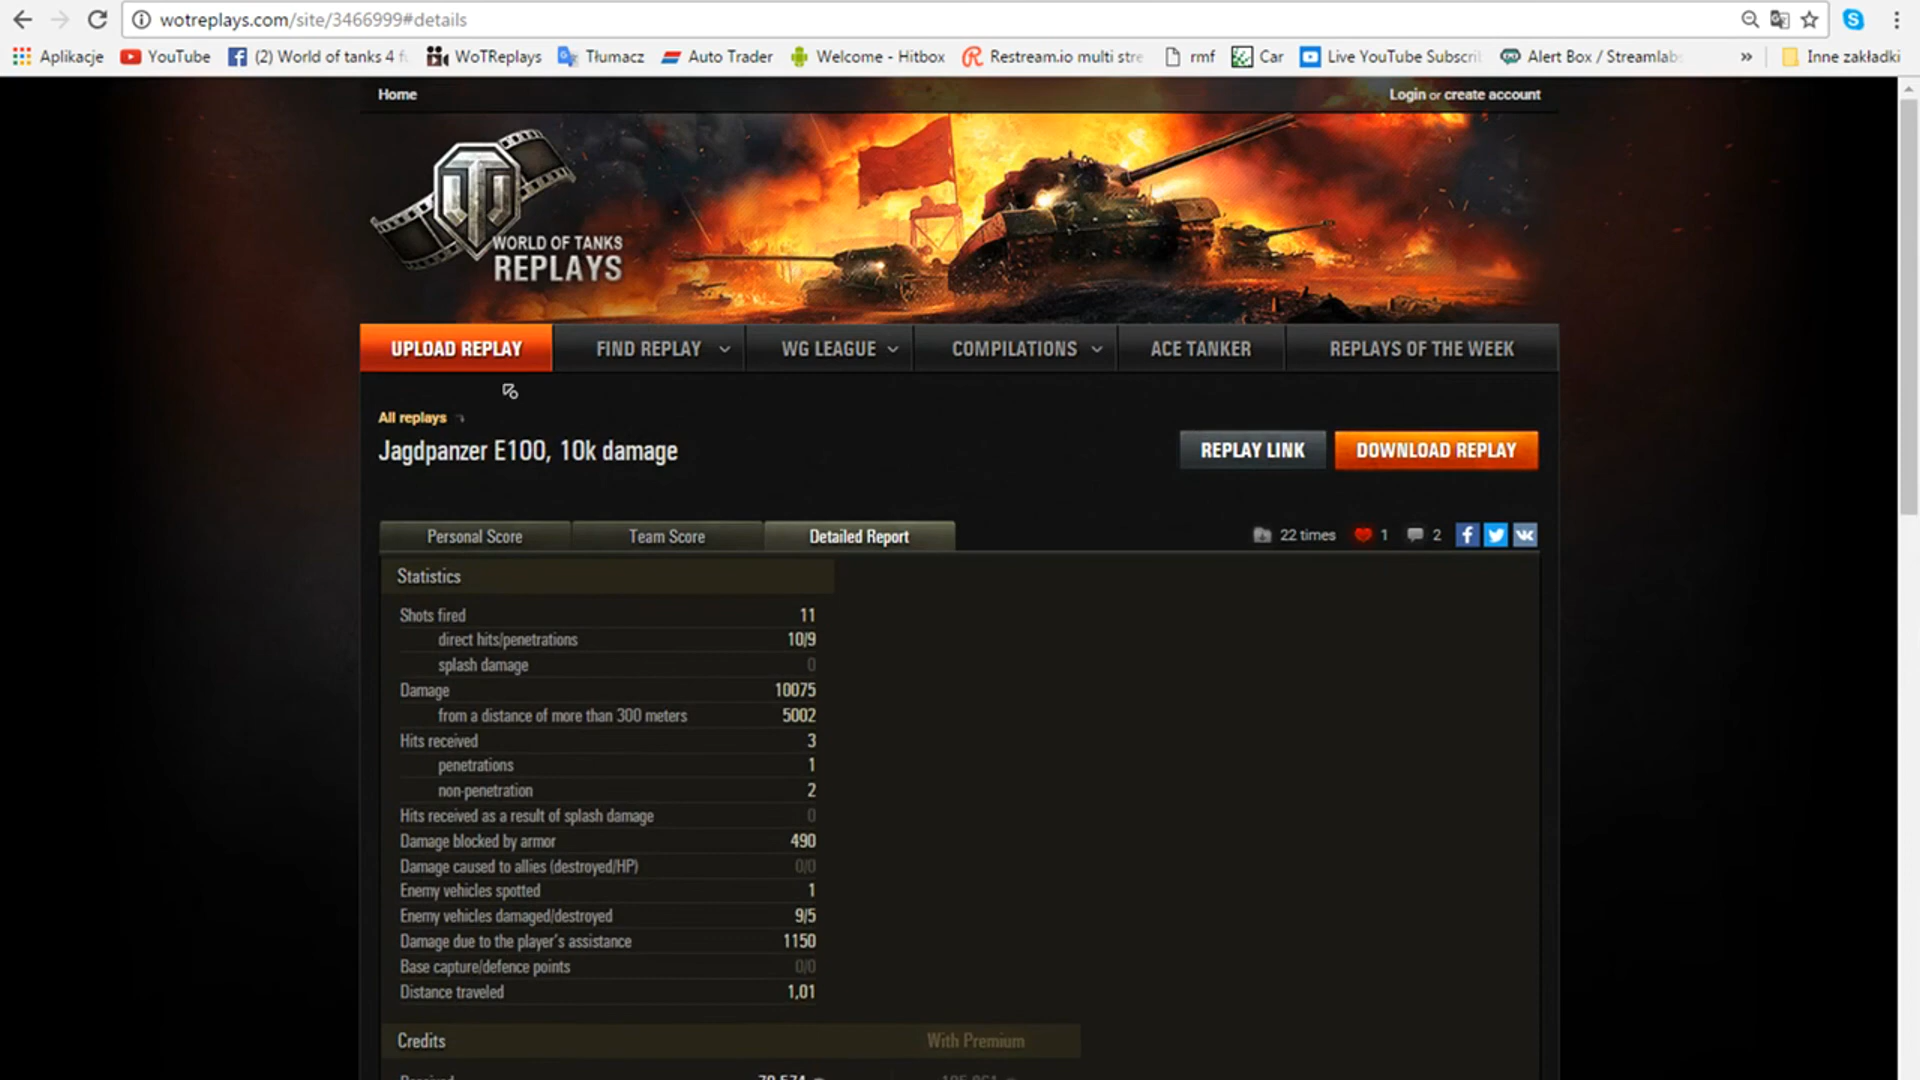 wotreplays.com/site/3466999#details
Aplikacje YouTube (2) World of tanks 4 f WoTReplays Tłumacz Auto Trader Welcome - Hitbox Restream.io multi stre rmf Car Live YouTube Subscri Alert Box / Streamlab » Inne zakładki
Home Login or create account
WORLD OF TANKS
REPLAYS
UPLOAD REPLAY FIND REPLAY WG LEAGUE COMPILATIONS ACE TANKER REPLAYS OF THE WEEK
All replays
Jagdpanzer E100, 10k damage REPLAY LINK DOWNLOAD REPLAY
Personal Score Team Score Detailed Report 22 times 1 2
Statistics
Shots fired 11
direct hits/penetrations 10/9
splash damage 0
Damage 10075
from a distance of more than 300 meters 5002
Hits received 3
penetrations 1
non-penetration 2
Hits received as a result of splash damage 0
Damage blocked by armor 490
Damage caused to allies (destroyed/HP) 0/0
Enemy vehicles spotted 1
Enemy vehicles damaged/destroyed 9/5
Damage due to the player's assistance 1150
Base capture/defence points 0/0
Distance traveled 1,01
Credits With Premium